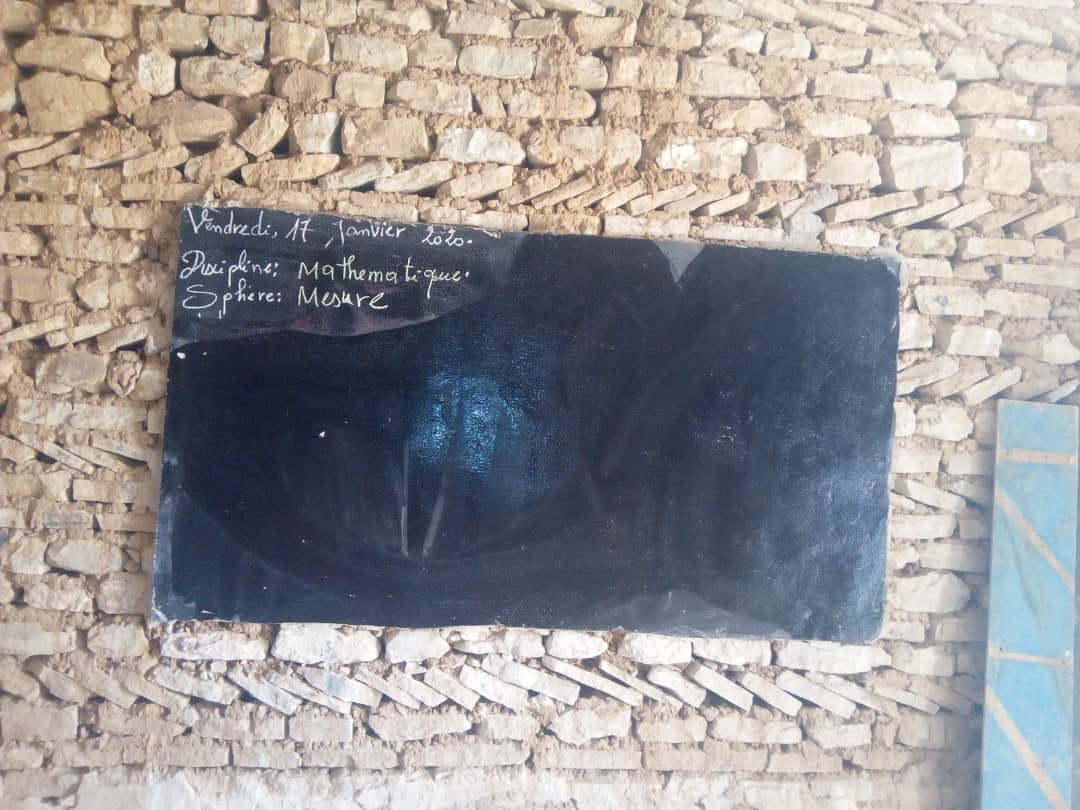 Vendredi, 17 Janvier 2020.
Discipline: Mathematique.
Sphère: Mesure